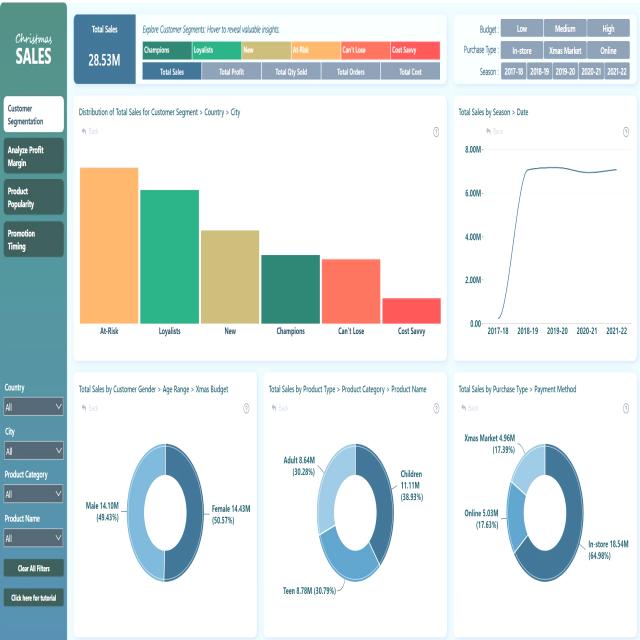 Christmas
SALES
Customer
Segmentation
Analyze Profit
Margin
Product
Popularity
Promotion
Timing
Country
All
City
All
Product Category
All
Product Name
All
Clear All Filters
Click here for tutorial
Total Sales
28.53M
Explore Customer Segments: Hover to reveal valuable insights.
Champions Loyalists New At-Risk Can't Lose Cost Savvy
Total Sales Total Profit Total Qty Sold Total Orders Total Cost
Budget : Low Medium High
Purchase Type : In-store Xmas Market Online
Season : 2017-18 2018-19 2019-20 2020-21 2021-22
Distribution of Total Sales for Customer Segment > Country > City
Back
At-Risk Loyalists New Champions Can't Lose Cost Savvy
Total Sales by Season > Date
Back
8.00M
6.00M
4.00M
2.00M
0.00
2017-18 2018-19 2019-20 2020-21 2021-22
Total Sales by Customer Gender > Age Range > Xmas Budget
Back
Male 14.10M
(49.43%)
Female 14.43M
(50.57%)
Total Sales by Product Type > Product Category > Product Name
Back
Adult 8.64M
(30.28%)
Children
11.11M
(38.93%)
Teen 8.78M (30.79%)
Total Sales by Purchase Type > Payment Method
Back
Xmas Market 4.96M
(17.39%)
Online 5.03M
(17.63%)
In-store 18.54M
(64.98%)